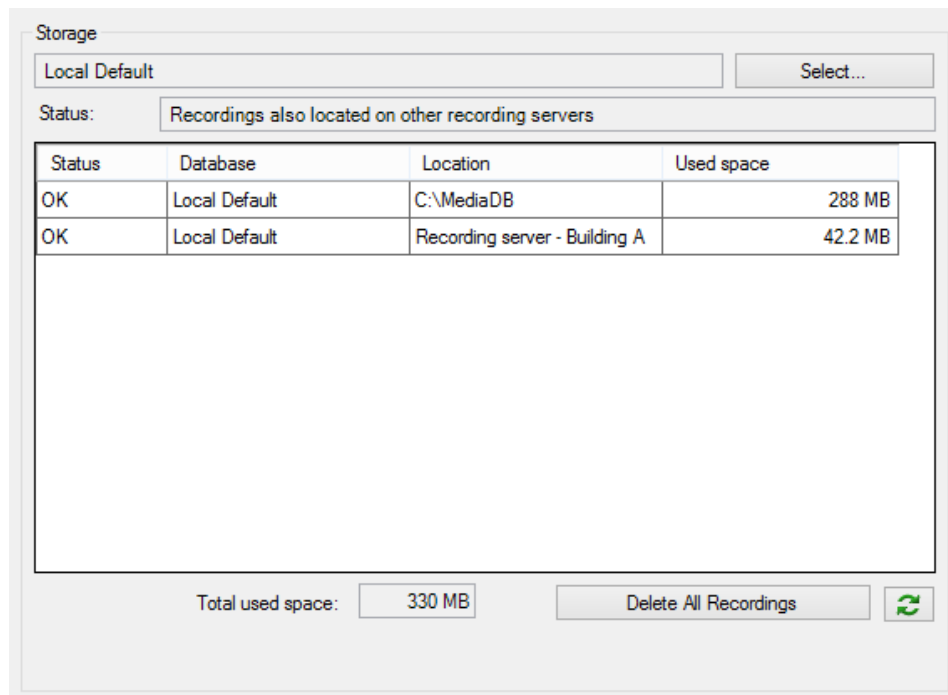 Storage
Local Default Select...
Status: Recordings also located on other recording servers
Status Database Location Used space
OK Local Default C:\MediaDB 288 MB
OK Local Default Recording server - Building A 42.2 MB
Total used space: 330 MB Delete All Recordings